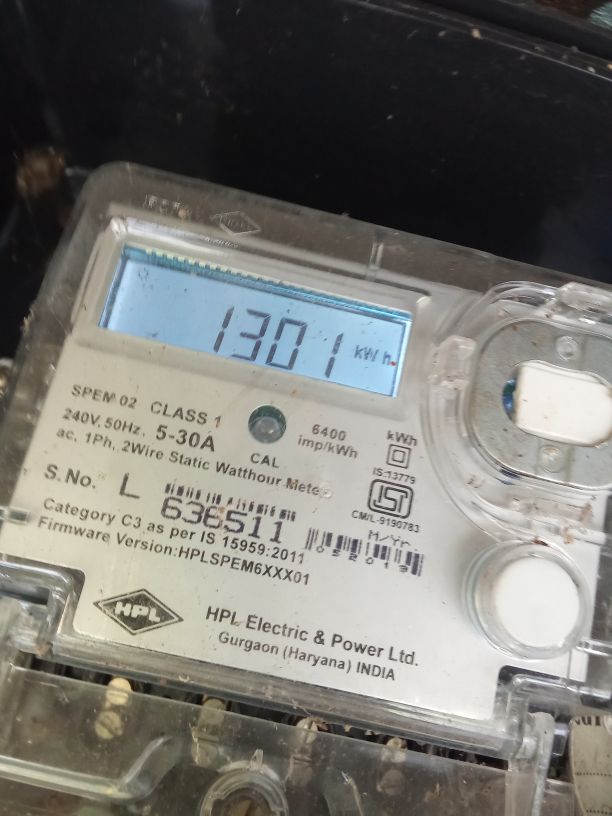 1301 kWh
SPEM 02 CLASS 1
240V, 50Hz, 5-30A
ac, 1Ph, 2Wire Static Watthour Meter
CAL
6400
imp/kWh
kWh
IS:13779
ISI
CM/L-9190783
S.No. L 636511
M/Yr
052013
Category C3 as per IS 15959:2011
Firmware Version:HPLSPEM6XXX01
HPL
HPL Electric & Power Ltd.
Gurgaon (Haryana) INDIA